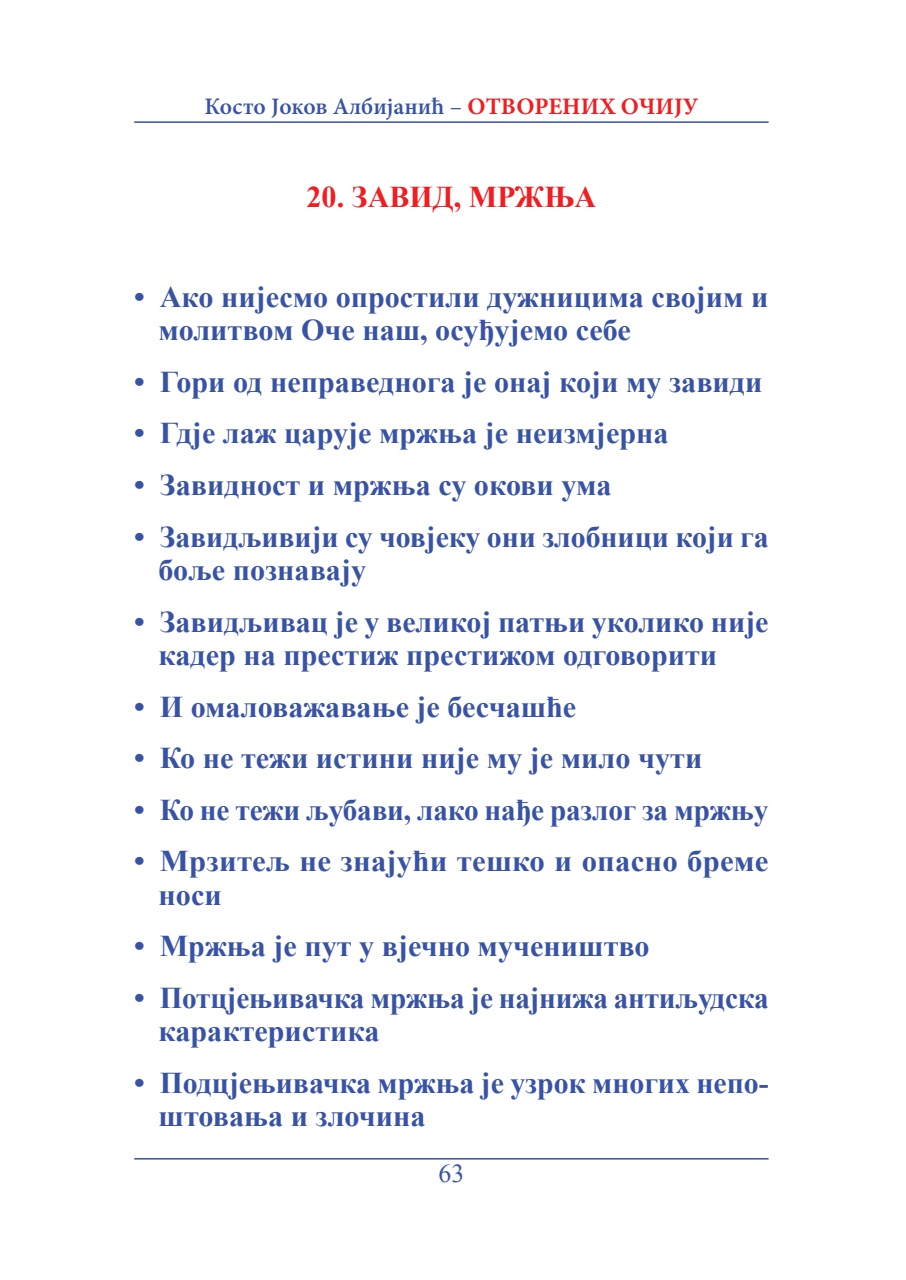 Косто Јоков Албијанић – ОТВОРЕНИХ ОЧИЈУ
20. ЗАВИД, МРЖЊА
• Ако нијесмо опростили дужницима својим и
молитвом Оче наш, осуђујемо себе
• Гори од неправеднога је онај који му завиди
• Гдје лаж царује мржња је неизмјерна
• Завидност и мржња су окови ума
• Завидљивији су човјеку они злобници који га
боље познавају
• Завидљивац је у великој патњи уколико није
кадер на престиж престижом одговорити
• И омаловажавање је бесчашће
• Ко не тежи истини није му је мило чути
• Ко не тежи љубави, лако нађе разлог за мржњу
• Мрзитељ не знајући тешко и опасно бреме
носи
• Мржња је пут у вјечно мучеништво
• Потцјењивачка мржња је најнижа антиљудска
карактеристика
• Подцјењивачка мржња је узрок многих непо-
штовања и злочина
63